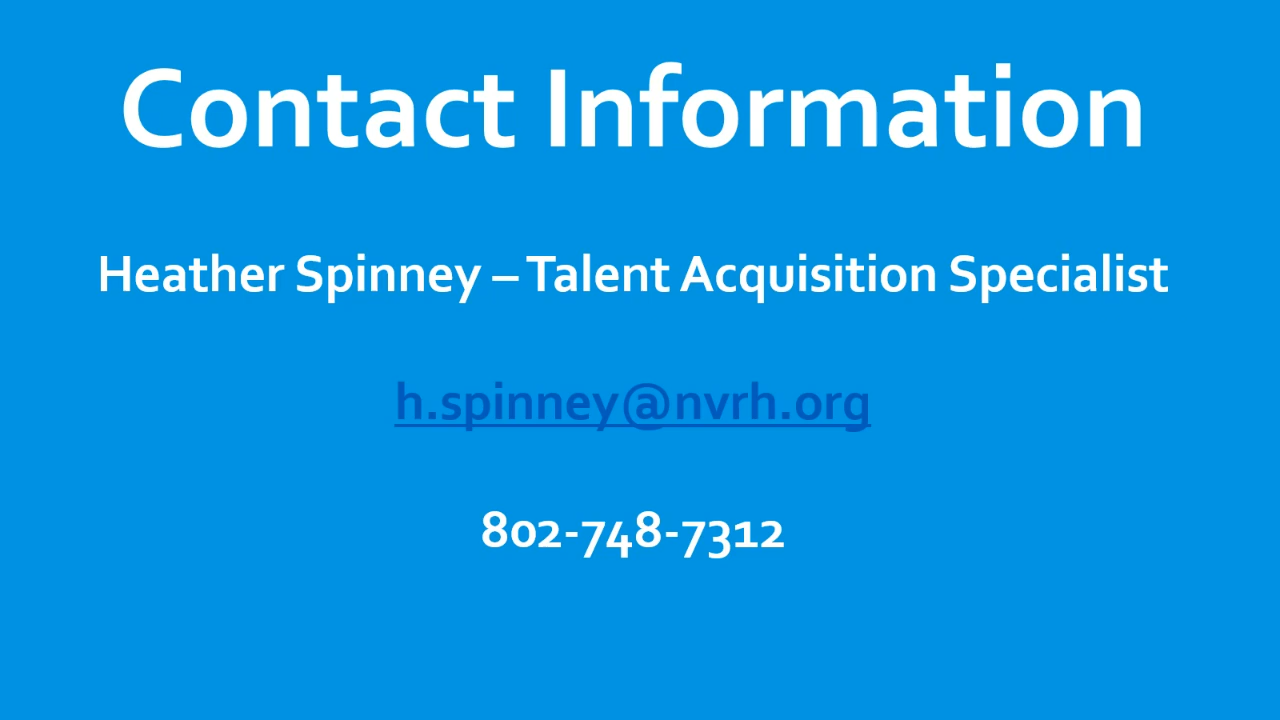 Contact Information
Heather Spinney – Talent Acquisition Specialist
h.spinney@nvrh.org
802-748-7312